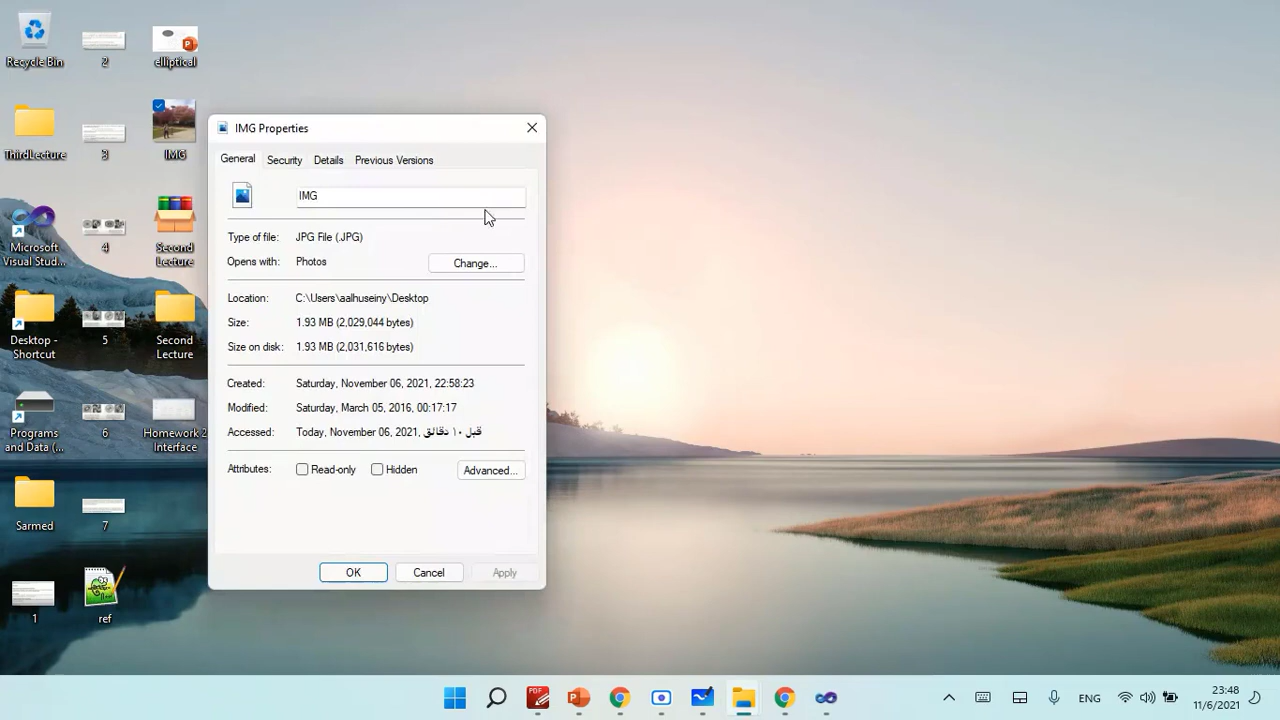 Recycle Bin
2
elliptical
ThirdLecture
3
IMG
Microsoft
Visual Stud...
4
Second
Lecture
Desktop -
Shortcut
5
Second
Lecture
Programs
and Data (...
6
Homework 2
Interface
Sarmed
7
1
ref
IMG Properties
General Security Details Previous Versions
IMG
Type of file: JPG File (.JPG)
Opens with: Photos Change...
Location: C:\Users\aalhuseiny\Desktop
Size: 1.93 MB (2,029,044 bytes)
Size on disk: 1.93 MB (2,031,616 bytes)
Created: Saturday, November 06, 2021, 22:58:23
Modified: Saturday, March 05, 2016, 00:17:17
Accessed: Today, November 06, 2021, قبل ١٠ دقائق
Attributes: Read-only Hidden Advanced...
OK Cancel Apply
PDF
ENG
23:48
11/6/2021